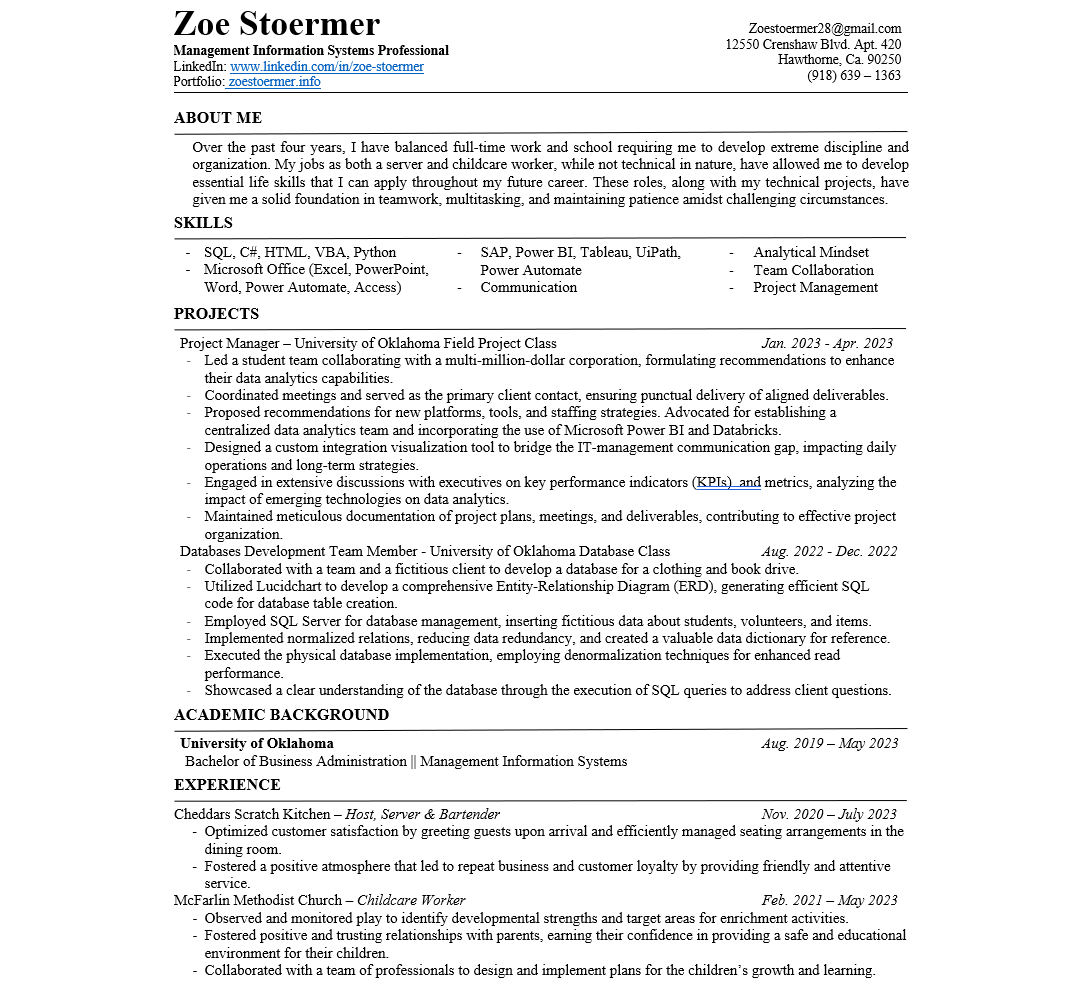 Zoe Stoermer
Management Information Systems Professional
LinkedIn: www.linkedin.com/in/zoe-stoermer
Portfolio: zoestoermer.info
Zoestoermer28@gmail.com
12550 Crenshaw Blvd. Apt. 420
Hawthorne, Ca. 90250
(918) 639 – 1363
ABOUT ME
Over the past four years, I have balanced full-time work and school requiring me to develop extreme discipline and
organization. My jobs as both a server and childcare worker, while not technical in nature, have allowed me to develop
essential life skills that I can apply throughout my future career. These roles, along with my technical projects, have
given me a solid foundation in teamwork, multitasking, and maintaining patience amidst challenging circumstances.
SKILLS
- SQL, C#, HTML, VBA, Python
- Microsoft Office (Excel, PowerPoint,
Word, Power Automate, Access)
- SAP, Power BI, Tableau, UiPath,
Power Automate
- Communication
- Analytical Mindset
- Team Collaboration
- Project Management
PROJECTS
Project Manager – University of Oklahoma Field Project Class Jan. 2023 - Apr. 2023
- Led a student team collaborating with a multi-million-dollar corporation, formulating recommendations to enhance
their data analytics capabilities.
- Coordinated meetings and served as the primary client contact, ensuring punctual delivery of aligned deliverables.
- Proposed recommendations for new platforms, tools, and staffing strategies. Advocated for establishing a
centralized data analytics team and incorporating the use of Microsoft Power BI and Databricks.
- Designed a custom integration visualization tool to bridge the IT-management communication gap, impacting daily
operations and long-term strategies.
- Engaged in extensive discussions with executives on key performance indicators (KPIs)  and metrics, analyzing the
impact of emerging technologies on data analytics.
- Maintained meticulous documentation of project plans, meetings, and deliverables, contributing to effective project
organization.
Databases Development Team Member - University of Oklahoma Database Class Aug. 2022 - Dec. 2022
- Collaborated with a team and a fictitious client to develop a database for a clothing and book drive.
- Utilized Lucidchart to develop a comprehensive Entity-Relationship Diagram (ERD), generating efficient SQL
code for database table creation.
- Employed SQL Server for database management, inserting fictitious data about students, volunteers, and items.
- Implemented normalized relations, reducing data redundancy, and created a valuable data dictionary for reference.
- Executed the physical database implementation, employing denormalization techniques for enhanced read
performance.
- Showcased a clear understanding of the database through the execution of SQL queries to address client questions.
ACADEMIC BACKGROUND
University of Oklahoma Aug. 2019 – May 2023
Bachelor of Business Administration || Management Information Systems
EXPERIENCE
Cheddars Scratch Kitchen – Host, Server & Bartender Nov. 2020 – July 2023
- Optimized customer satisfaction by greeting guests upon arrival and efficiently managed seating arrangements in the
dining room.
- Fostered a positive atmosphere that led to repeat business and customer loyalty by providing friendly and attentive
service.
McFarlin Methodist Church – Childcare Worker Feb. 2021 – May 2023
- Observed and monitored play to identify developmental strengths and target areas for enrichment activities.
- Fostered positive and trusting relationships with parents, earning their confidence in providing a safe and educational
environment for their children.
- Collaborated with a team of professionals to design and implement plans for the children’s growth and learning.